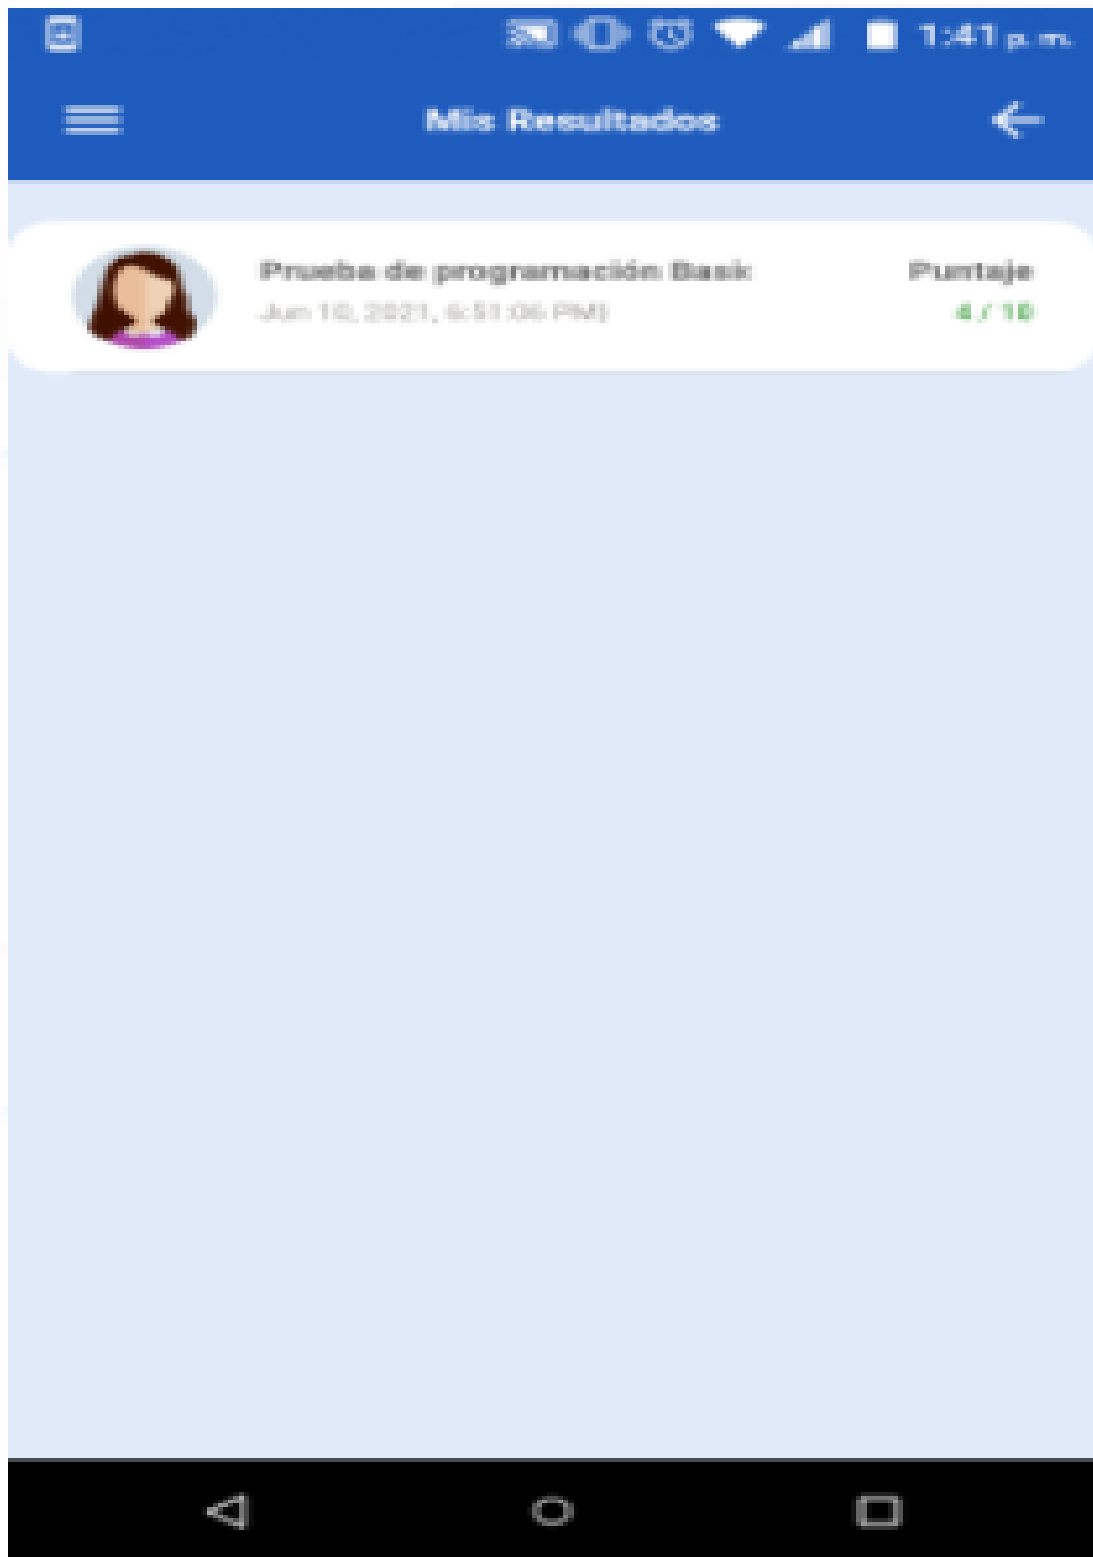 1:41 p. m.
Mis Resultados
Prueba de programación Basic
Puntaje
Jun 10, 2021, 6:51:06 PM)
4 / 10